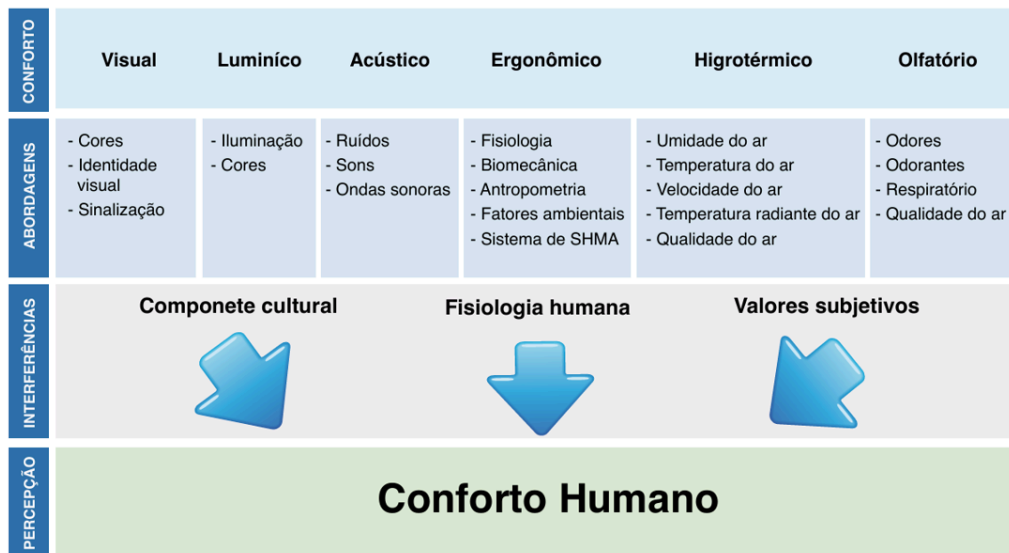 CONFORTO
Visual
Luminíco
Acústico
Ergonômico
Higrotérmico
Olfatório
ABORDAGENS
- Cores
- Identidade
visual
- Sinalização
- Iluminação
- Cores
- Ruídos
- Sons
- Ondas sonoras
- Fisiologia
- Biomecânica
- Antropometria
- Fatores ambientais
- Sistema de SHMA
- Umidade do ar
- Temperatura do ar
- Velocidade do ar
- Temperatura radiante do ar
- Qualidade do ar
- Odores
- Odorantes
- Respiratório
- Qualidade do ar
INTERFERÊNCIAS
Componete cultural
Fisiologia humana
Valores subjetivos
PERCEPÇÃO
Conforto Humano